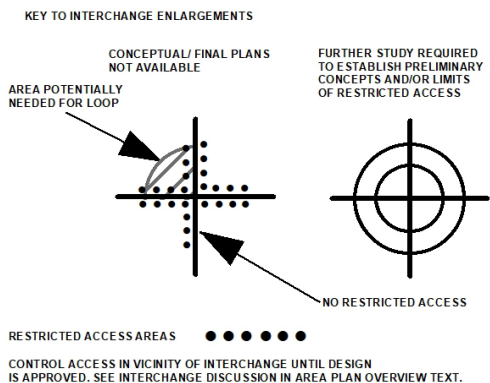 KEY TO INTERCHANGE ENLARGEMENTS
CONCEPTUAL/ FINAL PLANS
NOT AVAILABLE
FURTHER STUDY REQUIRED
TO ESTABLISH PRELIMINARY
CONCEPTS AND/OR LIMITS
OF RESTRICTED ACCESS
AREA POTENTIALLY
NEEDED FOR LOOP
NO RESTRICTED ACCESS
RESTRICTED ACCESS AREAS
CONTROL ACCESS IN VICINITY OF INTERCHANGE UNTIL DESIGN
IS APPROVED. SEE INTERCHANGE DISCUSSION IN AREA PLAN OVERVIEW TEXT.